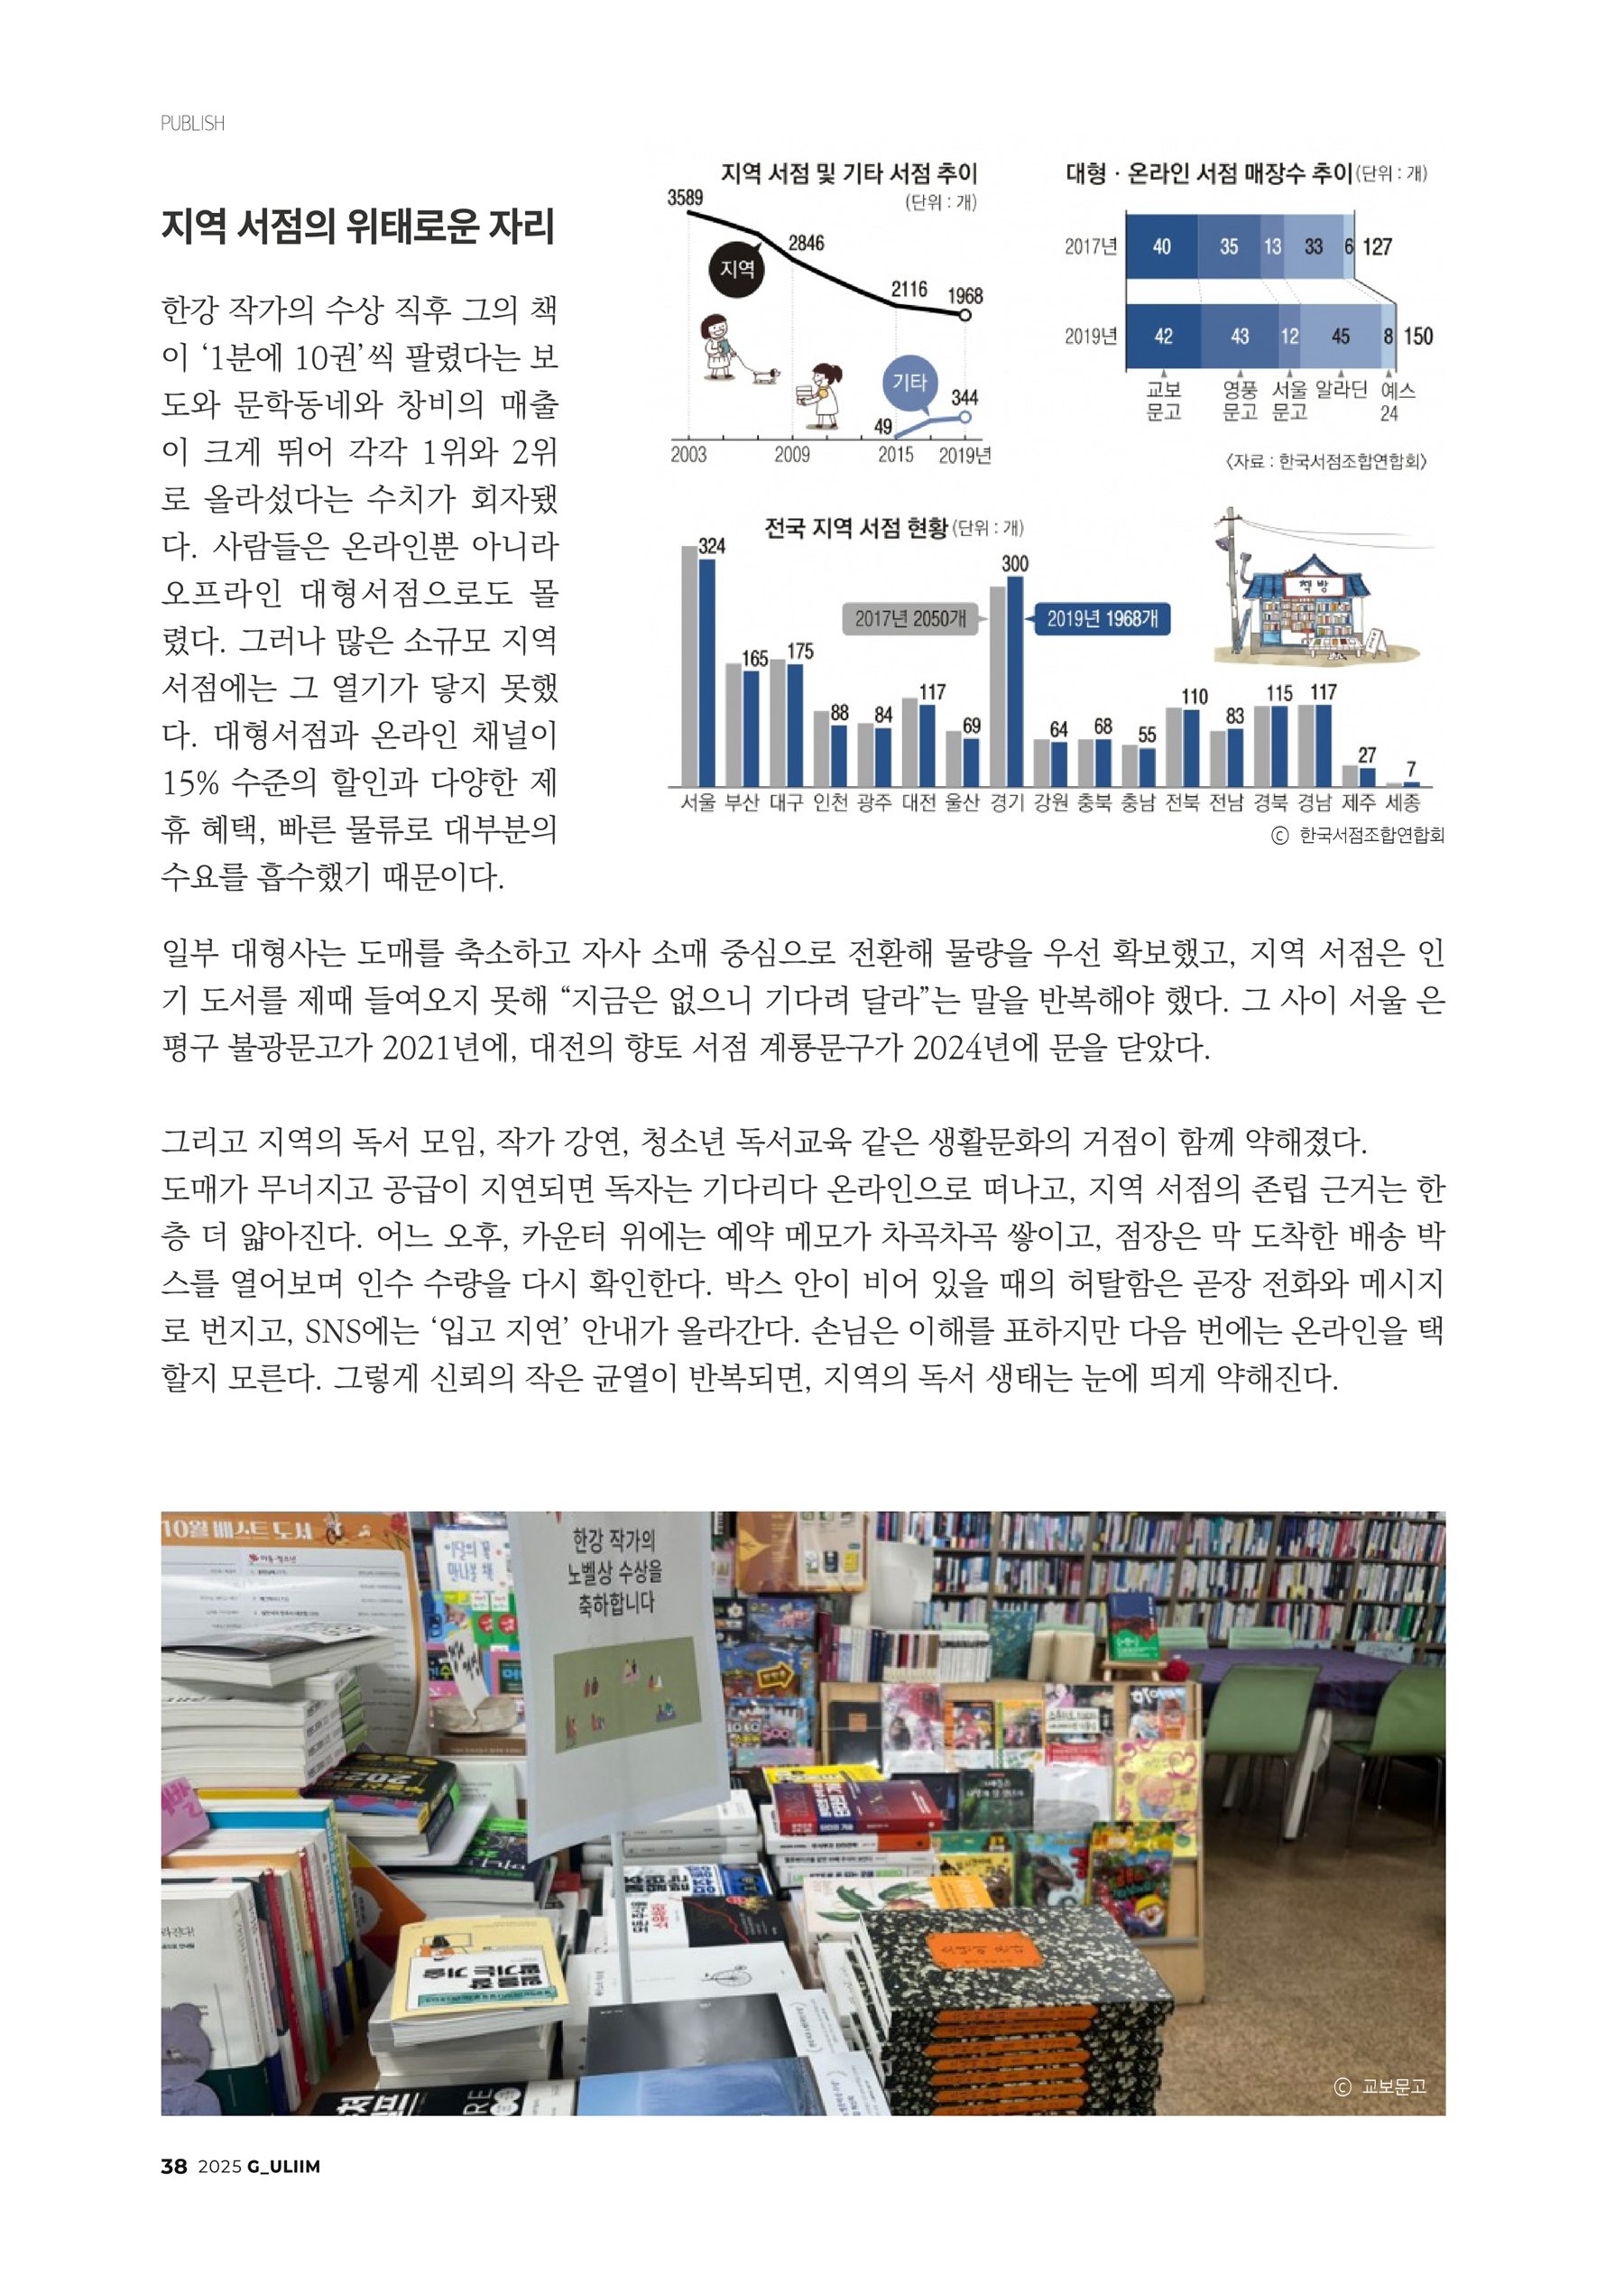 PUBLISH
지역 서점의 위태로운 자리
한강 작가의 수상 직후 그의 책
이 ‘1분에 10권’씩 팔렸다는 보
도와 문학동네와 창비의 매출
이 크게 뛰어 각각 1위와 2위
로 올라섰다는 수치가 회자됐
다. 사람들은 온라인뿐 아니라
오프라인 대형서점으로도 몰
렸다. 그러나 많은 소규모 지역
서점에는 그 열기가 닿지 못했
다. 대형서점과 온라인 채널이
15% 수준의 할인과 다양한 제
휴 혜택, 빠른 물류로 대부분의
수요를 흡수했기 때문이다.
지역 서점 및 기타 서점 추이
(단위 : 개)
3589
2846
2116
1968
지역
기타
49
344
2003
2009
2015
2019년
대형 · 온라인 서점 매장수 추이(단위 : 개)
2017년 40 35 13 33 6 127
2019년 42 43 12 45 8 150
교보문고
영풍문고
서울문고
알라딘
예스24
〈자료 : 한국서점조합연합회〉
전국 지역 서점 현황(단위 : 개)
2017년 2050개
2019년 1968개
책방
324 165 175 88 84 117 69 300 64 68 55 110 83 115 117 27 7
서울 부산 대구 인천 광주 대전 울산 경기 강원 충북 충남 전북 전남 경북 경남 제주 세종
ⓒ 한국서점조합연합회
일부 대형사는 도매를 축소하고 자사 소매 중심으로 전환해 물량을 우선 확보했고, 지역 서점은 인
기 도서를 제때 들여오지 못해 “지금은 없으니 기다려 달라”는 말을 반복해야 했다. 그 사이 서울 은
평구 불광문고가 2021년에, 대전의 향토 서점 계룡문구가 2024년에 문을 닫았다.
그리고 지역의 독서 모임, 작가 강연, 청소년 독서교육 같은 생활문화의 거점이 함께 약해졌다.
도매가 무너지고 공급이 지연되면 독자는 기다리다 온라인으로 떠나고, 지역 서점의 존립 근거는 한
층 더 얇아진다. 어느 오후, 카운터 위에는 예약 메모가 차곡차곡 쌓이고, 점장은 막 도착한 배송 박
스를 열어보며 인수 수량을 다시 확인한다. 박스 안이 비어 있을 때의 허탈함은 곧장 전화와 메시지
로 번지고, SNS에는 ‘입고 지연’ 안내가 올라간다. 손님은 이해를 표하지만 다음 번에는 온라인을 택
할지 모른다. 그렇게 신뢰의 작은 균열이 반복되면, 지역의 독서 생태는 눈에 띄게 약해진다.
10월 베스트 도서
한강 작가의
노벨상 수상을
축하합니다
ⓒ 교보문고
38 2025 G_ULIIM